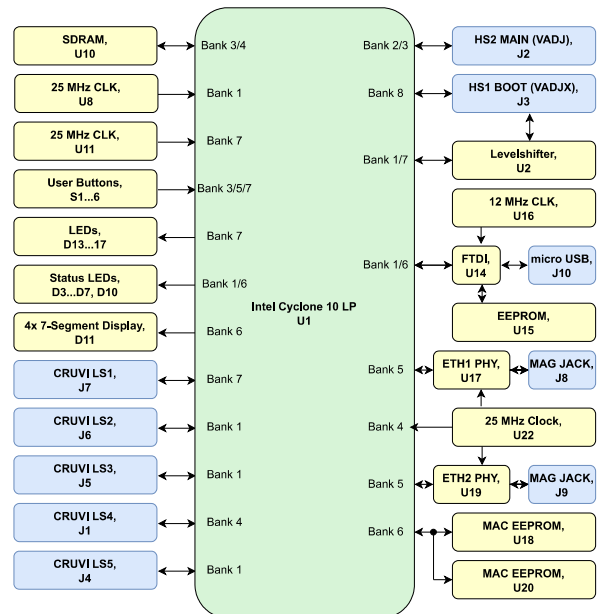 SDRAM,
U10
Bank 3/4
25 MHz CLK,
U8
Bank 1
25 MHz CLK,
U11
Bank 7
User Buttons,
S1...6
Bank 3/5/7
LEDs,
D13...17
Bank 7
Status LEDs,
D3...D7, D10
Bank 1/6
4x 7-Segment Display,
D11
Bank 6
CRUVI LS1,
J7
Bank 7
CRUVI LS2,
J6
Bank 1
CRUVI LS3,
J5
Bank 1
CRUVI LS4,
J1
Bank 4
CRUVI LS5,
J4
Bank 1
Intel Cyclone 10 LP
U1
Bank 2/3
HS2 MAIN (VADJ),
J2
Bank 8
HS1 BOOT (VADJX),
J3
Bank 1/7
Levelshifter,
U2
12 MHz CLK,
U16
Bank 1/6
FTDI,
U14
micro USB,
J10
EEPROM,
U15
Bank 5
ETH1 PHY,
U17
MAG JACK,
J8
Bank 4
25 MHz Clock,
U22
Bank 5
ETH2 PHY,
U19
MAG JACK,
J9
Bank 6
MAC EEPROM,
U18
MAC EEPROM,
U20